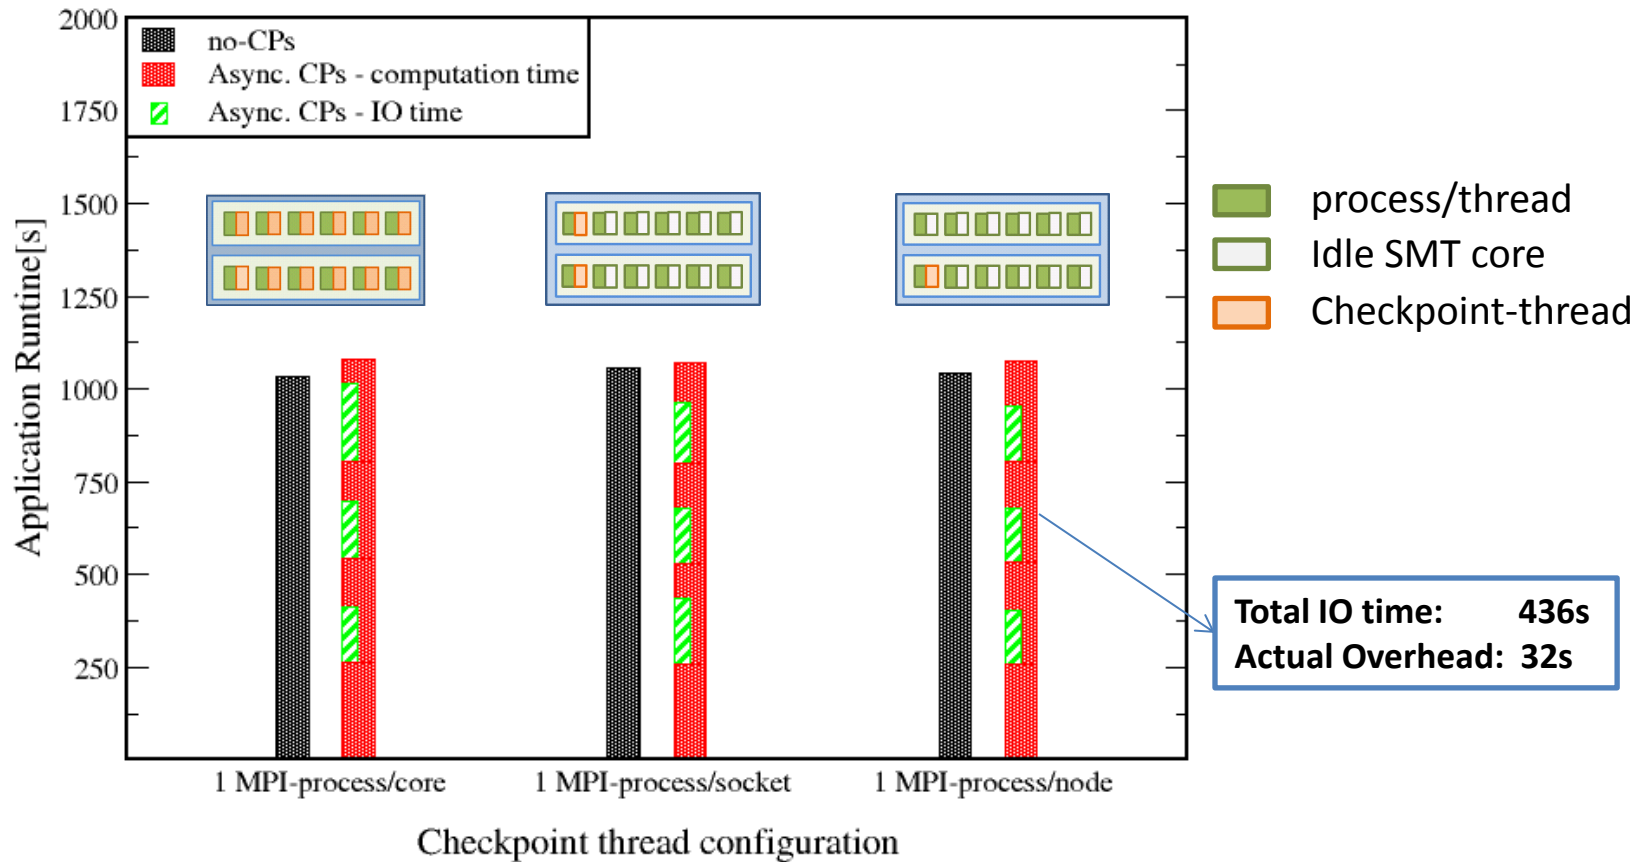 2000
1750
1500
1250
1000
750
500
250
Application Runtime[s]
no-CPs
Async. CPs - computation time
Async. CPs - IO time
process/thread
Idle SMT core
Checkpoint-thread
Total IO time: 436s
Actual Overhead: 32s
1 MPI-process/core
1 MPI-process/socket
1 MPI-process/node
Checkpoint thread configuration